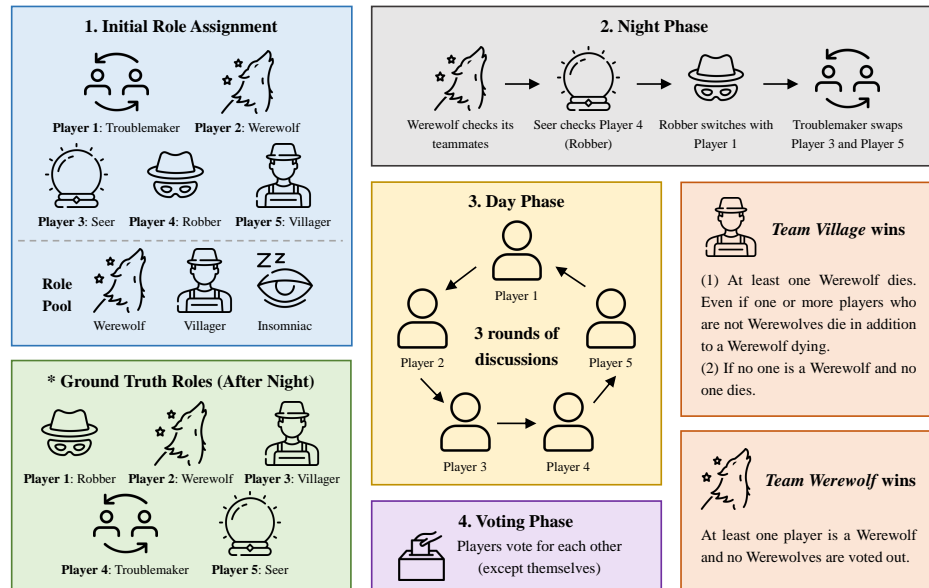 1. Initial Role Assignment
Player 1: Troublemaker
Player 2: Werewolf
Player 3: Seer
Player 4: Robber
Player 5: Villager
Role
Pool
z z
Werewolf
Villager
Insomniac
* Ground Truth Roles (After Night)
Player 1: Robber
Player 2: Werewolf
Player 3: Villager
Player 4: Troublemaker
Player 5: Seer
2. Night Phase
Werewolf checks its
teammates
Seer checks Player 4
(Robber)
Robber switches with
Player 1
Troublemaker swaps
Player 3 and Player 5
3. Day Phase
Player 1
Player 2
3 rounds of
discussions
Player 5
Player 3
Player 4
4. Voting Phase
Players vote for each other
(except themselves)
Team Village wins
(1) At least one Werewolf dies.
Even if one or more players who
are not Werewolves die in addition
to a Werewolf dying.
(2) If no one is a Werewolf and no
one dies.
Team Werewolf wins
At least one player is a Werewolf
and no Werewolves are voted out.